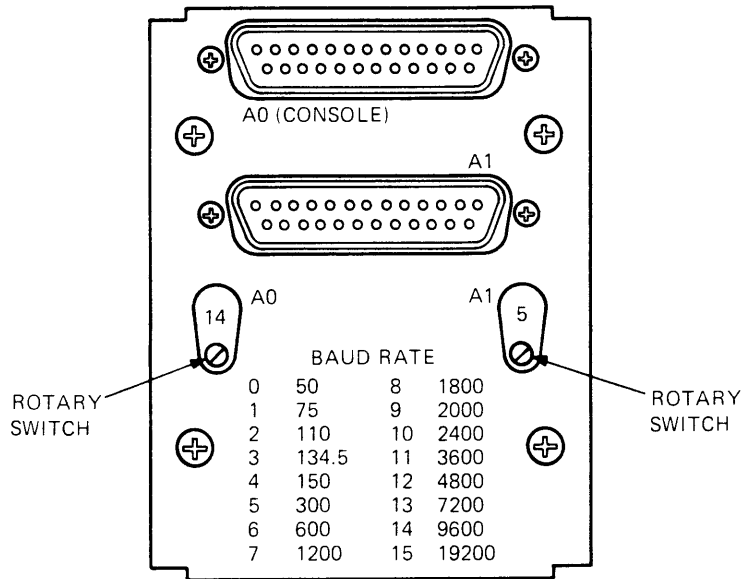 A0 (CONSOLE)
A1
A0
A1
14
5
BAUD RATE
ROTARY
SWITCH
ROTARY
SWITCH
0 50 8 1800
1 75 9 2000
2 110 10 2400
3 134.5 11 3600
4 150 12 4800
5 300 13 7200
6 600 14 9600
7 1200 15 19200